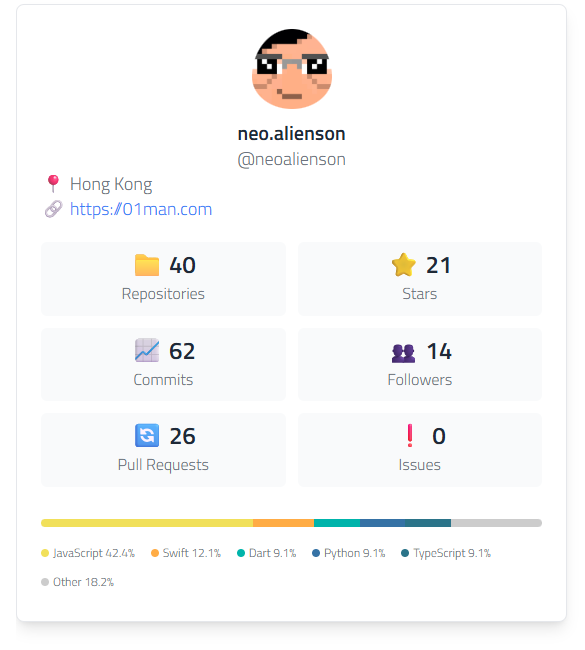 neo.alienson
@neoalienson
Hong Kong
https://01man.com
40
Repositories
21
Stars
62
Commits
14
Followers
26
Pull Requests
0
Issues
JavaScript 42.4% Swift 12.1% Dart 9.1% Python 9.1% TypeScript 9.1%
Other 18.2%